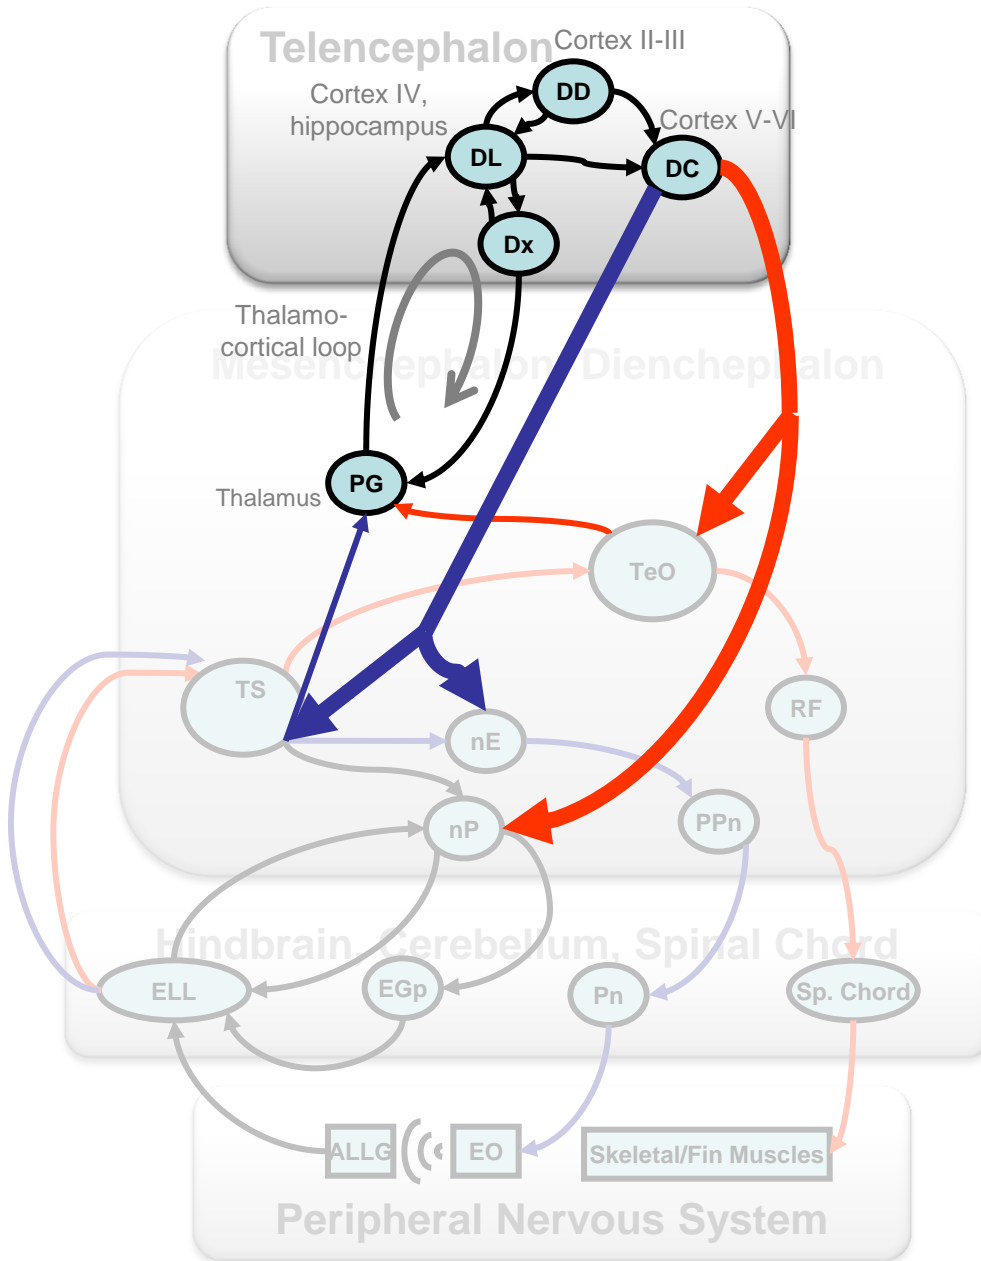 Telencephalon
Cortex II-III
DD
Cortex IV,
hippocampus
Cortex V-VI
DL
DC
Dx
Thalamo-
cortical loop
Mesencephalon, Dienchephalon
PG
Thalamus
TeO
TS
RF
nE
PPn
nP
Hindbrain, Cerebellum, Spinal Chord
ELL
EGp
Pn
Sp. Chord
ALLG
EO
Skeletal/Fin Muscles
Peripheral Nervous System